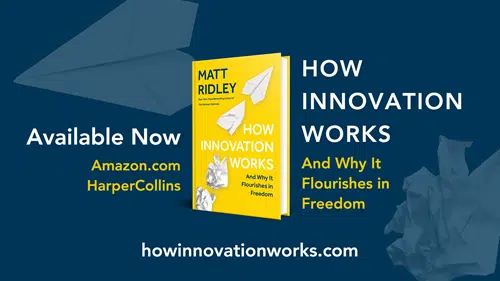 Available Now
Amazon.com
HarperCollins
MATT
RIDLEY
HOW
INNOVATION
WORKS
And Why It
Flourishes in
Freedom
HOW
INNOVATION
WORKS
And Why It
Flourishes in
Freedom
howinnovationworks.com